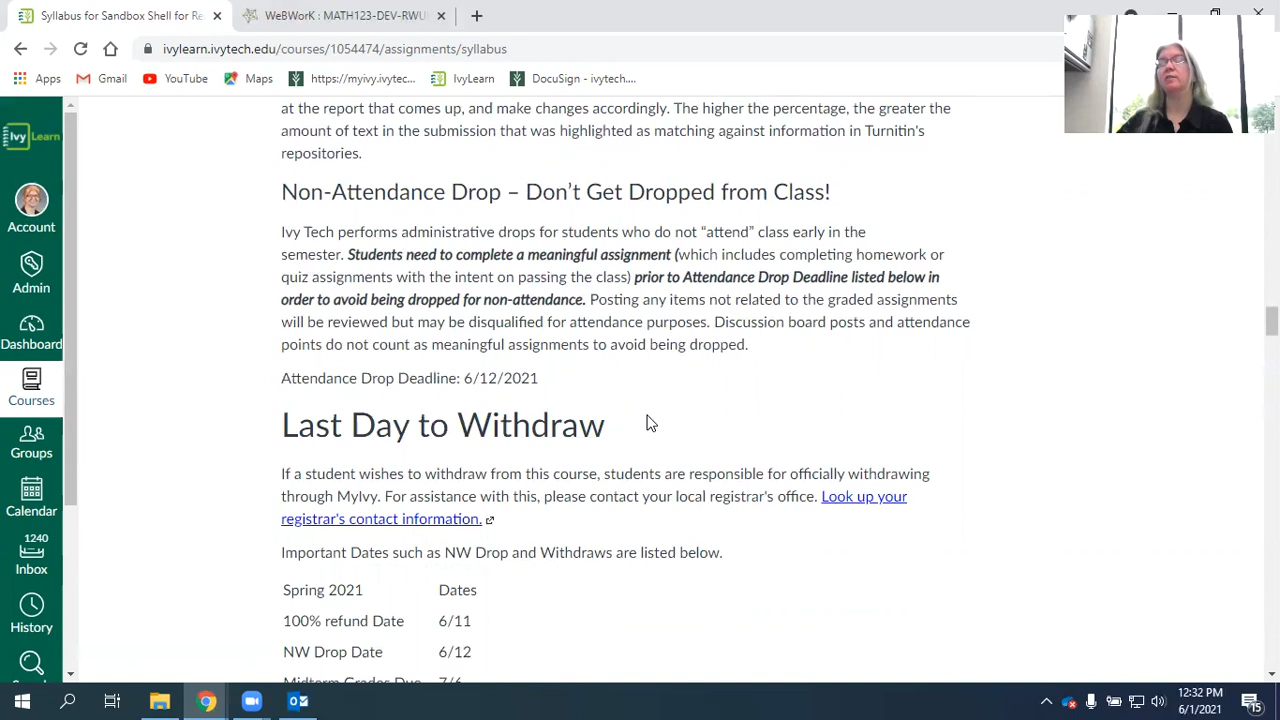 Syllabus for Sandbox Shell for Re
WeBWorK : MATH123-DEV-RWU
ivylearn.ivytech.edu/courses/1054474/assignments/syllabus
Apps
Gmail
YouTube
Maps
https://myivy.ivytec...
IvyLearn
DocuSign - ivytech....
IvyLearn
Account
Admin
Dashboard
Courses
Groups
Calendar
1240
Inbox
History
at the report that comes up, and make changes accordingly. The higher the percentage, the greater the
amount of text in the submission that was highlighted as matching against information in Turnitin's
repositories.
Non-Attendance Drop – Don't Get Dropped from Class!
Ivy Tech performs administrative drops for students who do not “attend” class early in the
semester. Students need to complete a meaningful assignment (which includes completing homework or
quiz assignments with the intent on passing the class) prior to Attendance Drop Deadline listed below in
order to avoid being dropped for non-attendance. Posting any items not related to the graded assignments
will be reviewed but may be disqualified for attendance purposes. Discussion board posts and attendance
points do not count as meaningful assignments to avoid being dropped.
Attendance Drop Deadline: 6/12/2021
Last Day to Withdraw
If a student wishes to withdraw from this course, students are responsible for officially withdrawing
through MyIvy. For assistance with this, please contact your local registrar's office. Look up your
registrar's contact information.
Important Dates such as NW Drop and Withdraws are listed below.
Spring 2021 Dates
100% refund Date 6/11
NW Drop Date 6/12
Midterm Grades Due 7/6
12:32 PM
6/1/2021
15